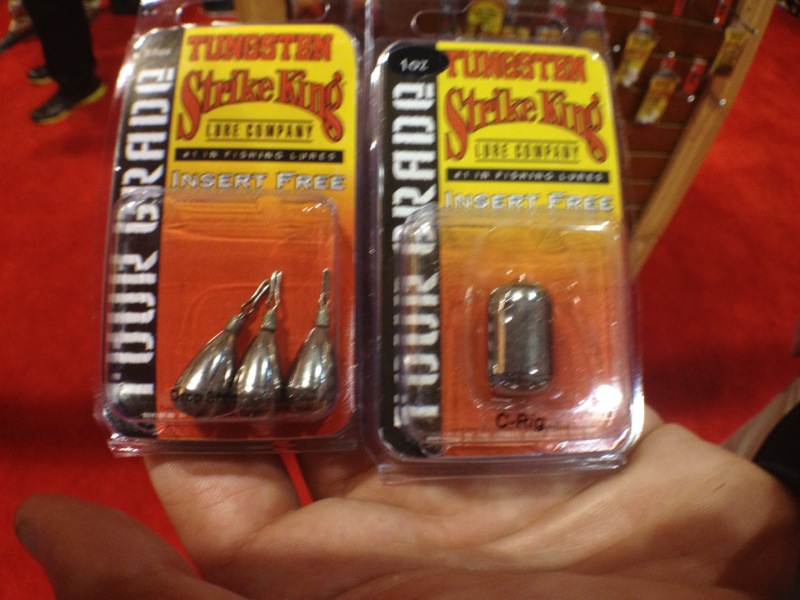 TUNGSTEN
Strike King
LURE COMPANY
#1 IN FISHING LURES
INSERT FREE
TOUR GRADE
Drop
1oz
TUNGSTEN
Strike King
LURE COMPANY
#1 IN FISHING LURES
INSERT FREE
TOUR GRADE
C-Rig